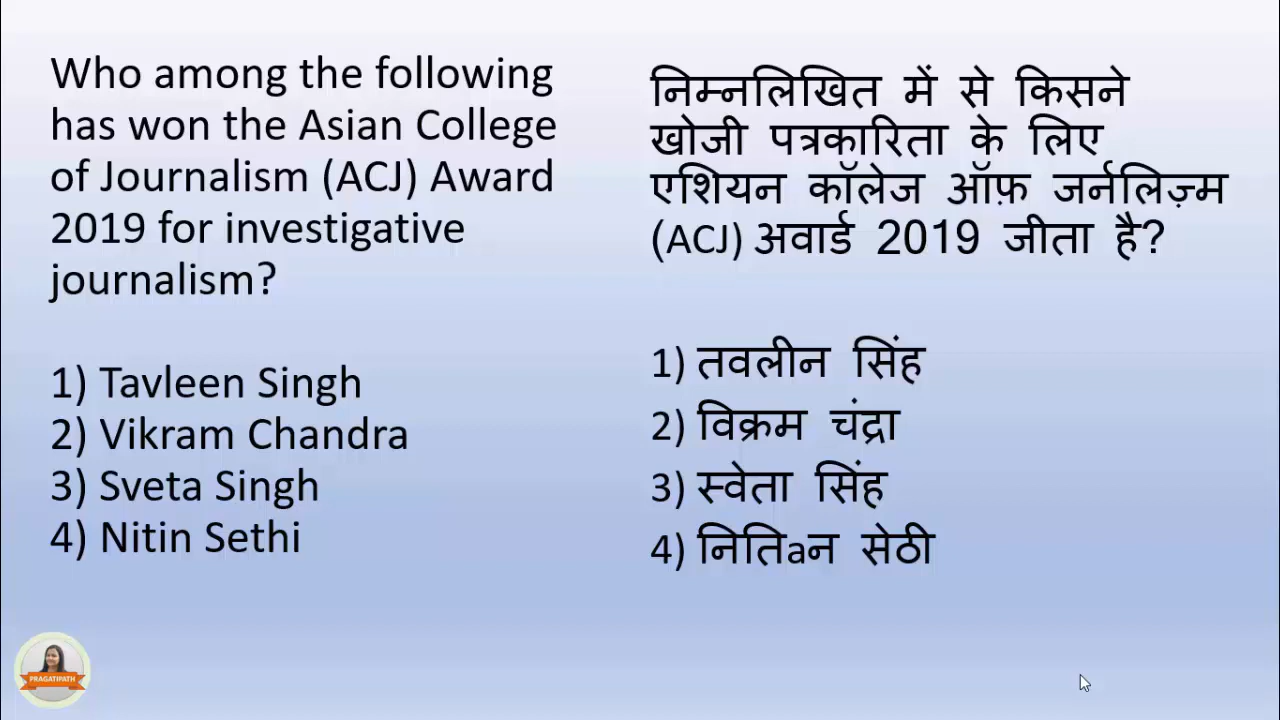 Who among the following
has won the Asian College
of Journalism (ACJ) Award
2019 for investigative
journalism?
1) Tavleen Singh
2) Vikram Chandra
3) Sveta Singh
4) Nitin Sethi
निम्नलिखित में से किसने
खोजी पत्रकारिता के लिए
एशियन कॉलेज ऑफ़ जर्नलिज़्म
(ACJ) अवार्ड 2019 जीता है?
1) तवलीन सिंह
2) विक्रम चंद्रा
3) स्वेता सिंह
4) नितिaन सेठी
PRAGATIPATH